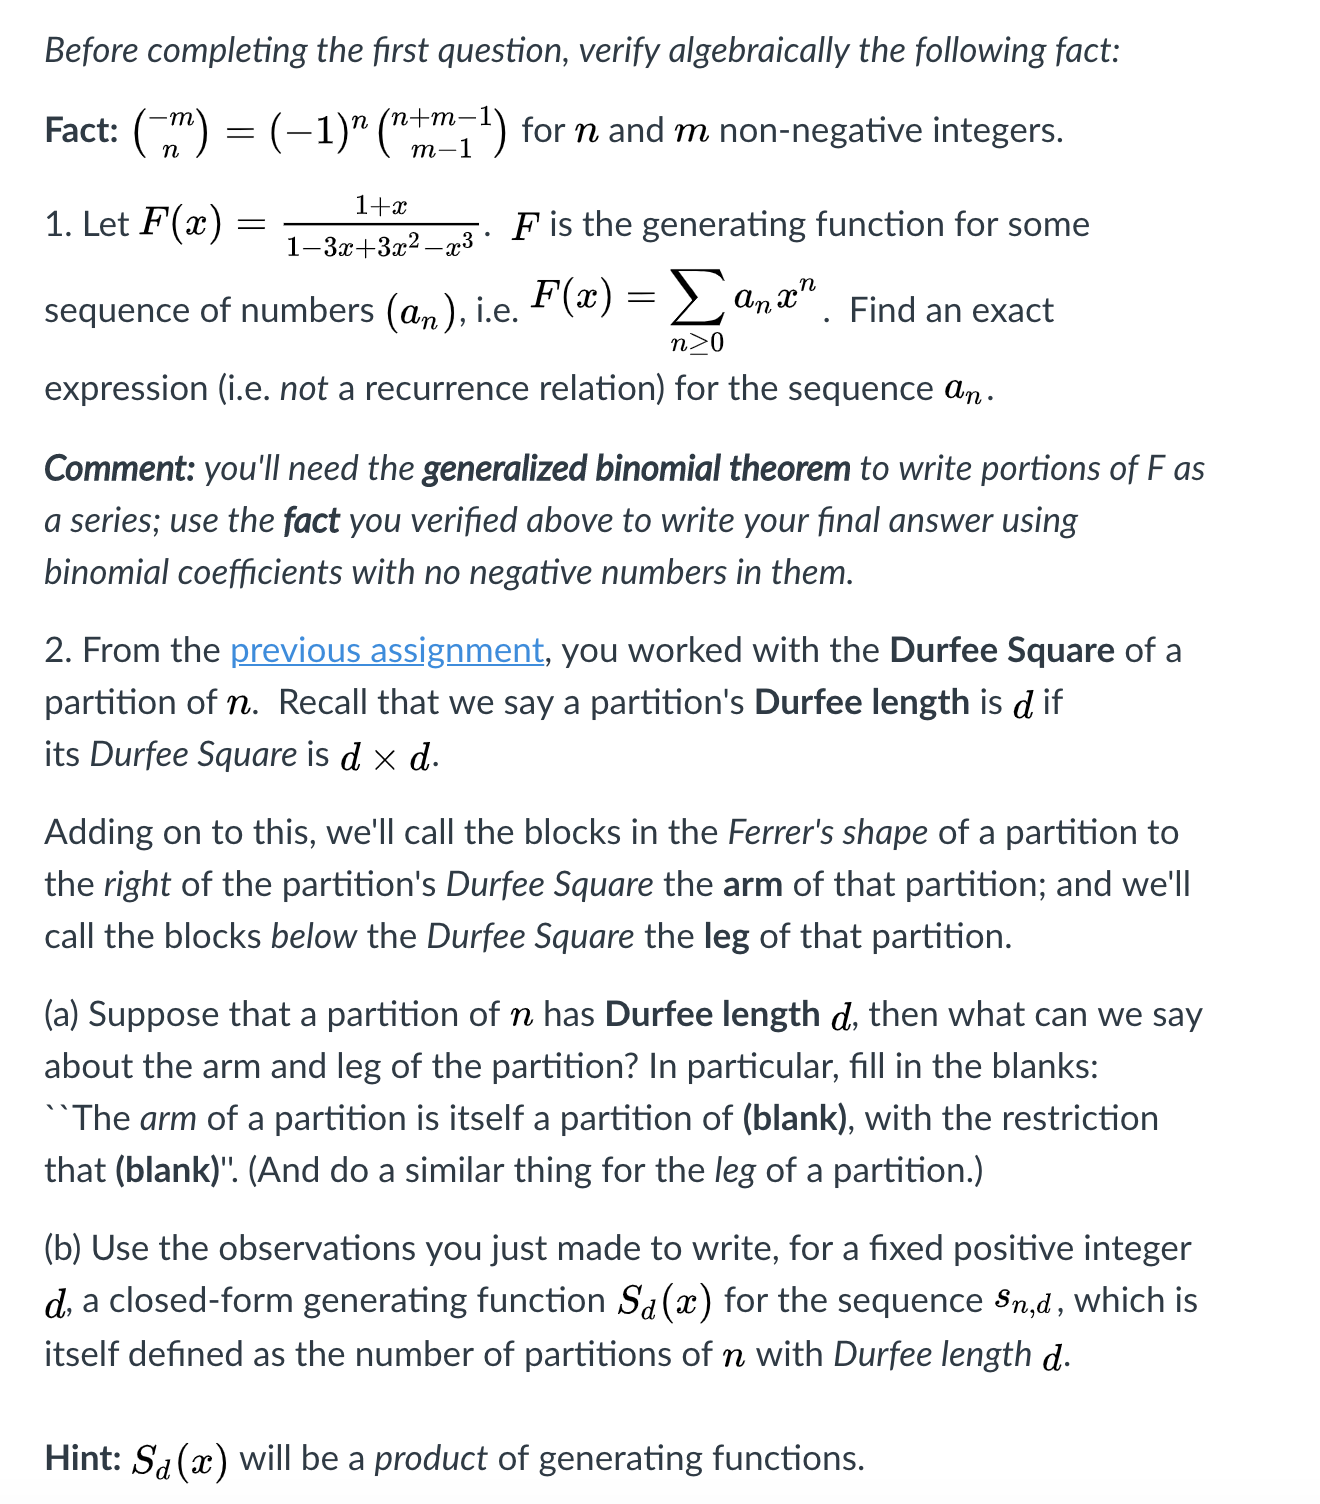 Before completing the first question, verify algebraically the following fact:
Fact: $\binom{-m}{n} = (-1)^n \binom{n+m-1}{m-1}$ for $n$ and $m$ non-negative integers.
1. Let $F(x) = \frac{1+x}{1-3x+3x^2-x^3}$. $F$ is the generating function for some
sequence of numbers $(a_n)$, i.e. $F(x) = \sum_{n \geq 0} a_n x^n$. Find an exact
expression (i.e. not a recurrence relation) for the sequence $a_n$.
Comment: you'll need the generalized binomial theorem to write portions of F as
a series; use the fact you verified above to write your final answer using
binomial coefficients with no negative numbers in them.
2. From the previous assignment, you worked with the Durfee Square of a
partition of $n$. Recall that we say a partition's Durfee length is $d$ if
its Durfee Square is $d \times d$.
Adding on to this, we'll call the blocks in the Ferrer's shape of a partition to
the right of the partition's Durfee Square the arm of that partition; and we'll
call the blocks below the Durfee Square the leg of that partition.
(a) Suppose that a partition of $n$ has Durfee length $d$, then what can we say
about the arm and leg of the partition? In particular, fill in the blanks:
``The arm of a partition is itself a partition of (blank), with the restriction
that (blank)". (And do a similar thing for the leg of a partition.)
(b) Use the observations you just made to write, for a fixed positive integer
$d$, a closed-form generating function $S_d(x)$ for the sequence $s_{n,d}$, which is
itself defined as the number of partitions of $n$ with Durfee length $d$.
Hint: $S_d(x)$ will be a product of generating functions.